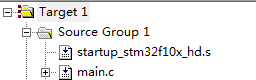 Target 1
Source Group 1
startup_stm32f10x_hd.s
main.c